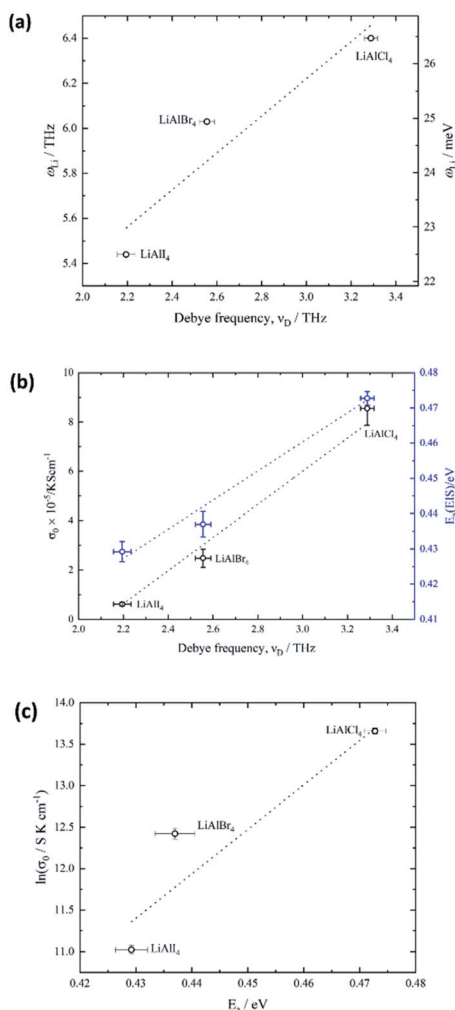 (a)
6.4
6.2
6.0
5.8
5.6
5.4
ω_Li / THz
LiAlCl₄
LiAlBr₄
LiAlI₄
26
25
24
23
22
ω_Li / meV
2.0 2.2 2.4 2.6 2.8 3.0 3.2 3.4
Debye frequency, ν_D / THz
(b)
10
8
6
4
2
0
σ₀ × 10⁻⁵/KScm⁻¹
LiAlCl₄
LiAlBr₄
LiAlI₄
0.48
0.47
0.46
0.45
0.44
0.43
0.42
0.41
Eₐ(EIS)/eV
2.0 2.2 2.4 2.6 2.8 3.0 3.2 3.4
Debye frequency, ν_D / THz
(c)
14.0
13.5
13.0
12.5
12.0
11.5
11.0
ln(σ₀ / S K cm⁻¹)
LiAlCl₄
LiAlBr₄
LiAlI₄
0.42 0.43 0.44 0.45 0.46 0.47 0.48
Eₐ / eV